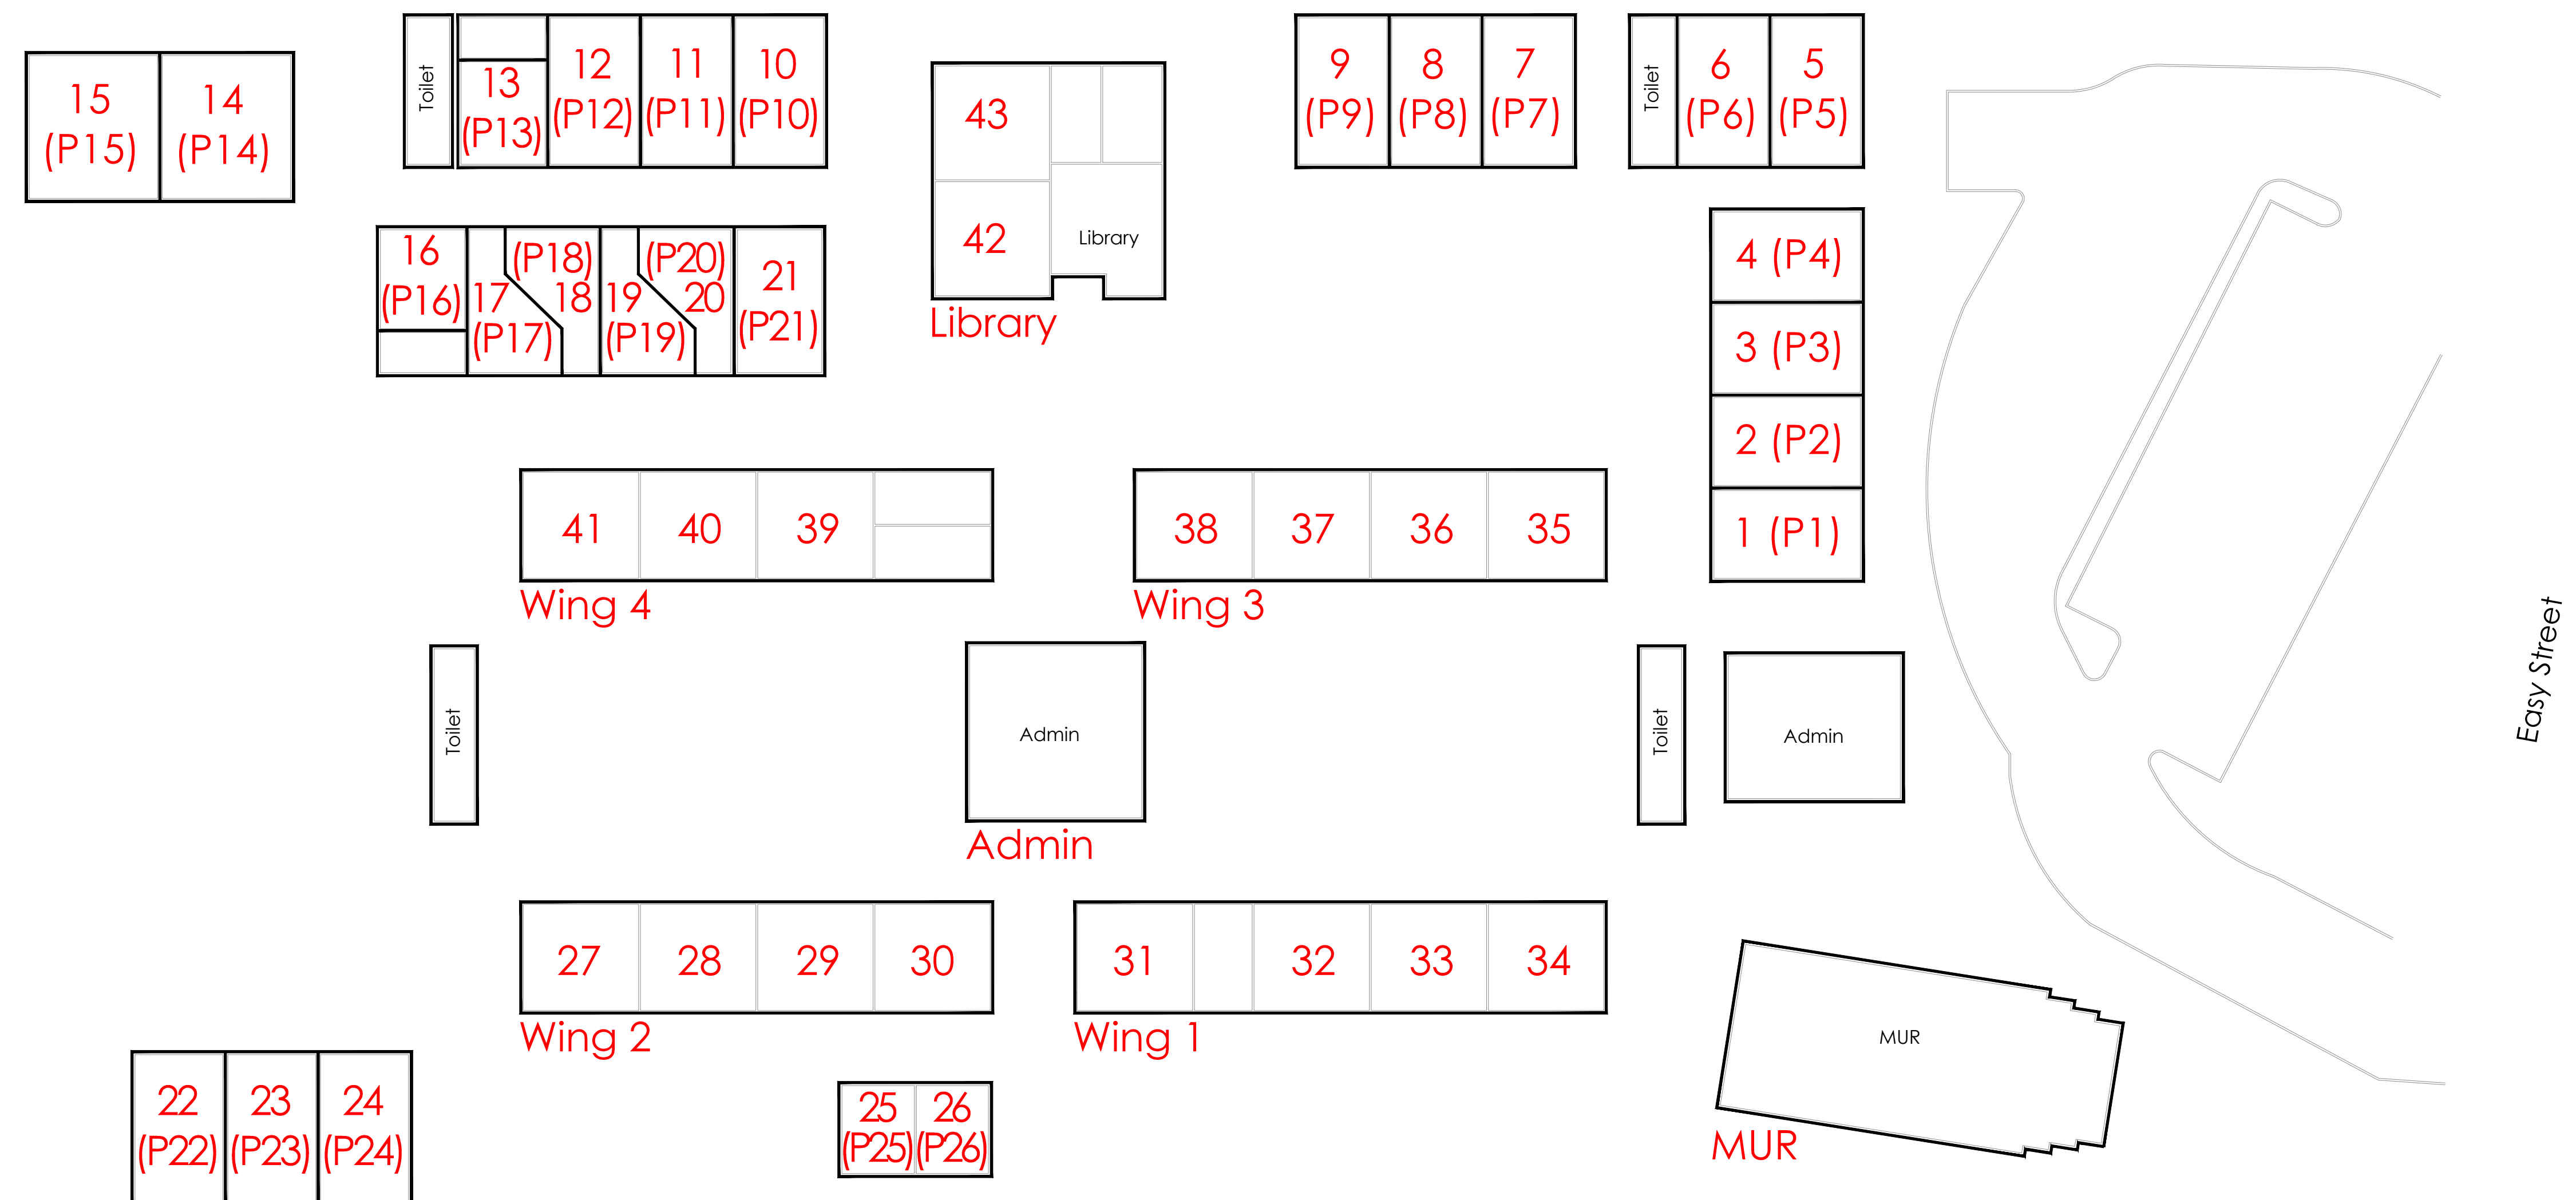 15
(P15)
14
(P14)
Toilet
13
(P13)
12
(P12)
11
(P11)
10
(P10)
43
42
Library
Library
9
(P9)
8
(P8)
7
(P7)
Toilet
6
(P6)
5
(P5)
16
(P16)
17
(P17)
(P18)
18
19
(P19)
(P20)
20
21
(P21)
4 (P4)
3 (P3)
2 (P2)
1 (P1)
41
40
39
Wing 4
38
37
36
35
Wing 3
Toilet
Admin
Admin
Toilet
Admin
Easy Street
27
28
29
30
Wing 2
31
32
33
34
Wing 1
MUR
MUR
22
(P22)
23
(P23)
24
(P24)
25
(P25)
26
(P26)